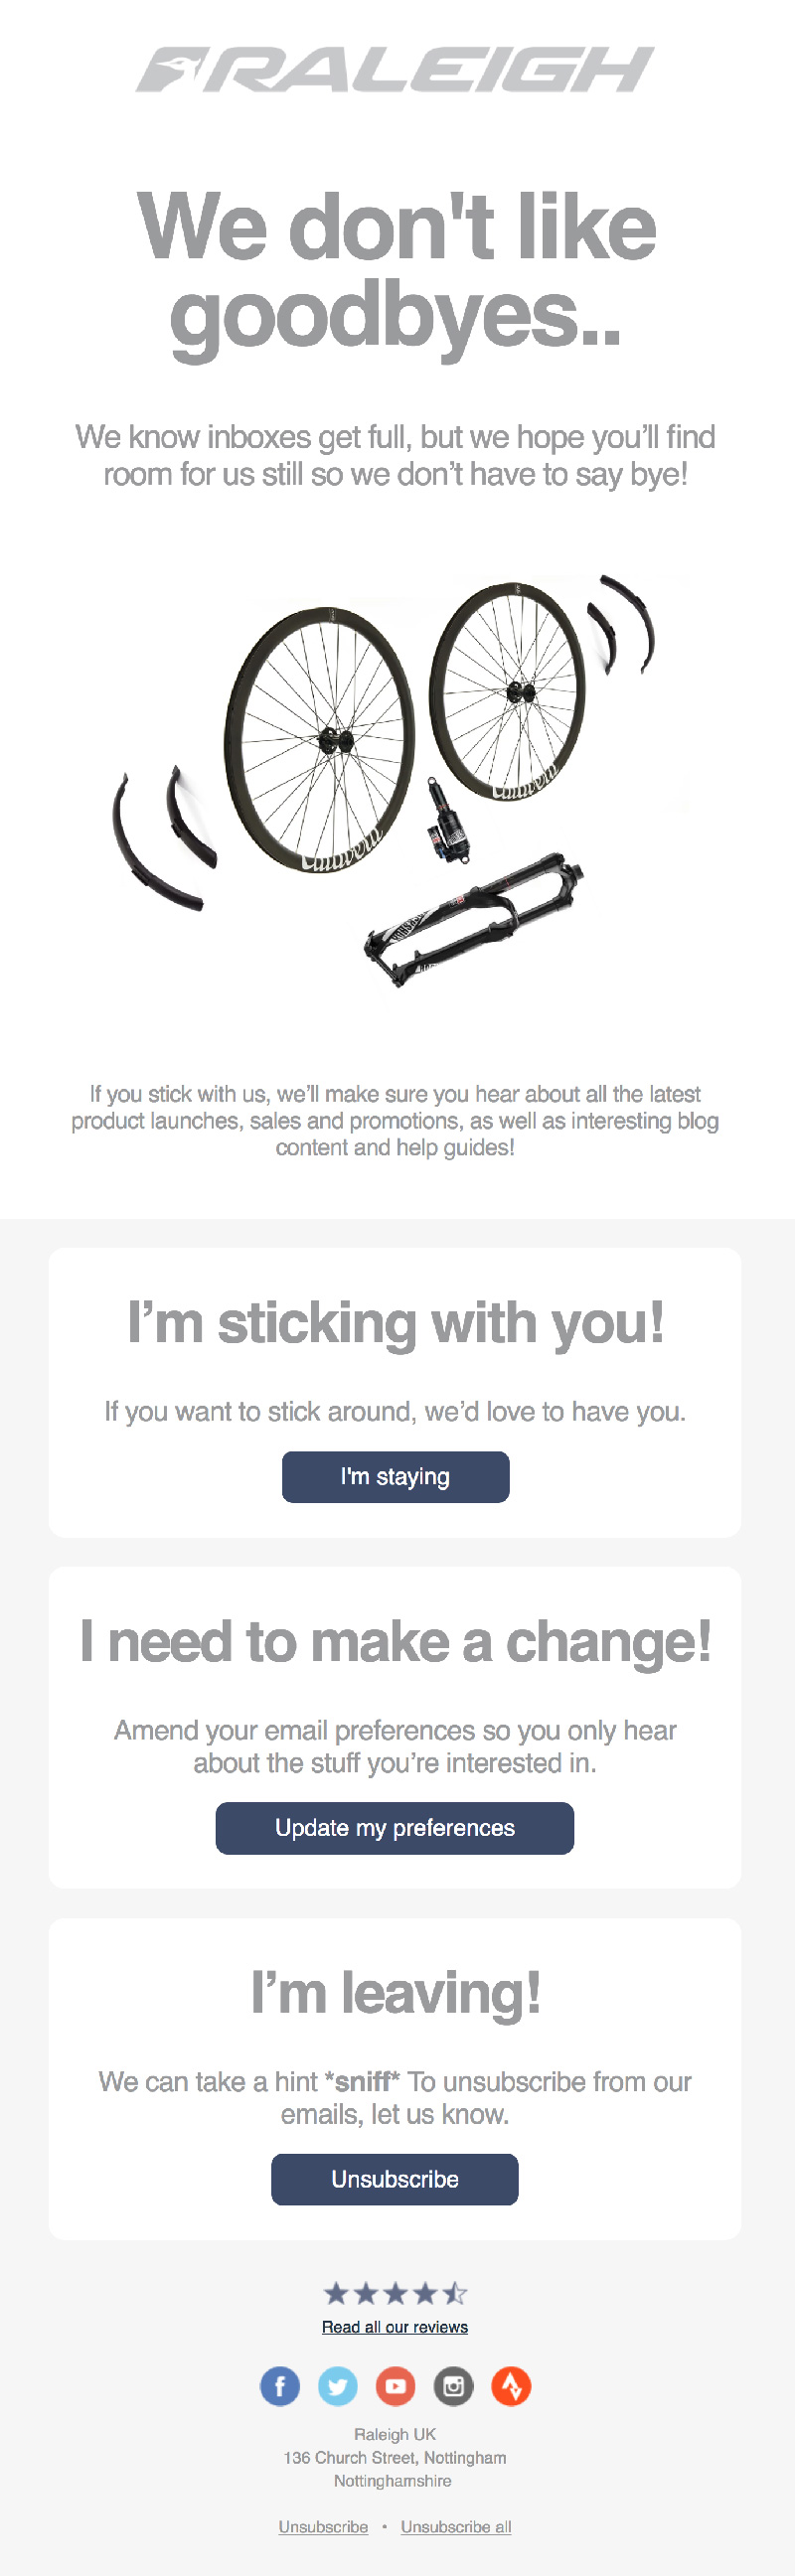 RALEIGH
We don't like
goodbyes..
We know inboxes get full, but we hope you’ll find
room for us still so we don’t have to say bye!
If you stick with us, we’ll make sure you hear about all the latest
product launches, sales and promotions, as well as interesting blog
content and help guides!
I’m sticking with you!
If you want to stick around, we’d love to have you.
I'm staying
I need to make a change!
Amend your email preferences so you only hear
about the stuff you’re interested in.
Update my preferences
I’m leaving!
We can take a hint *sniff* To unsubscribe from our
emails, let us know.
Unsubscribe
Read all our reviews
Raleigh UK
136 Church Street, Nottingham
Nottinghamshire
Unsubscribe • Unsubscribe all